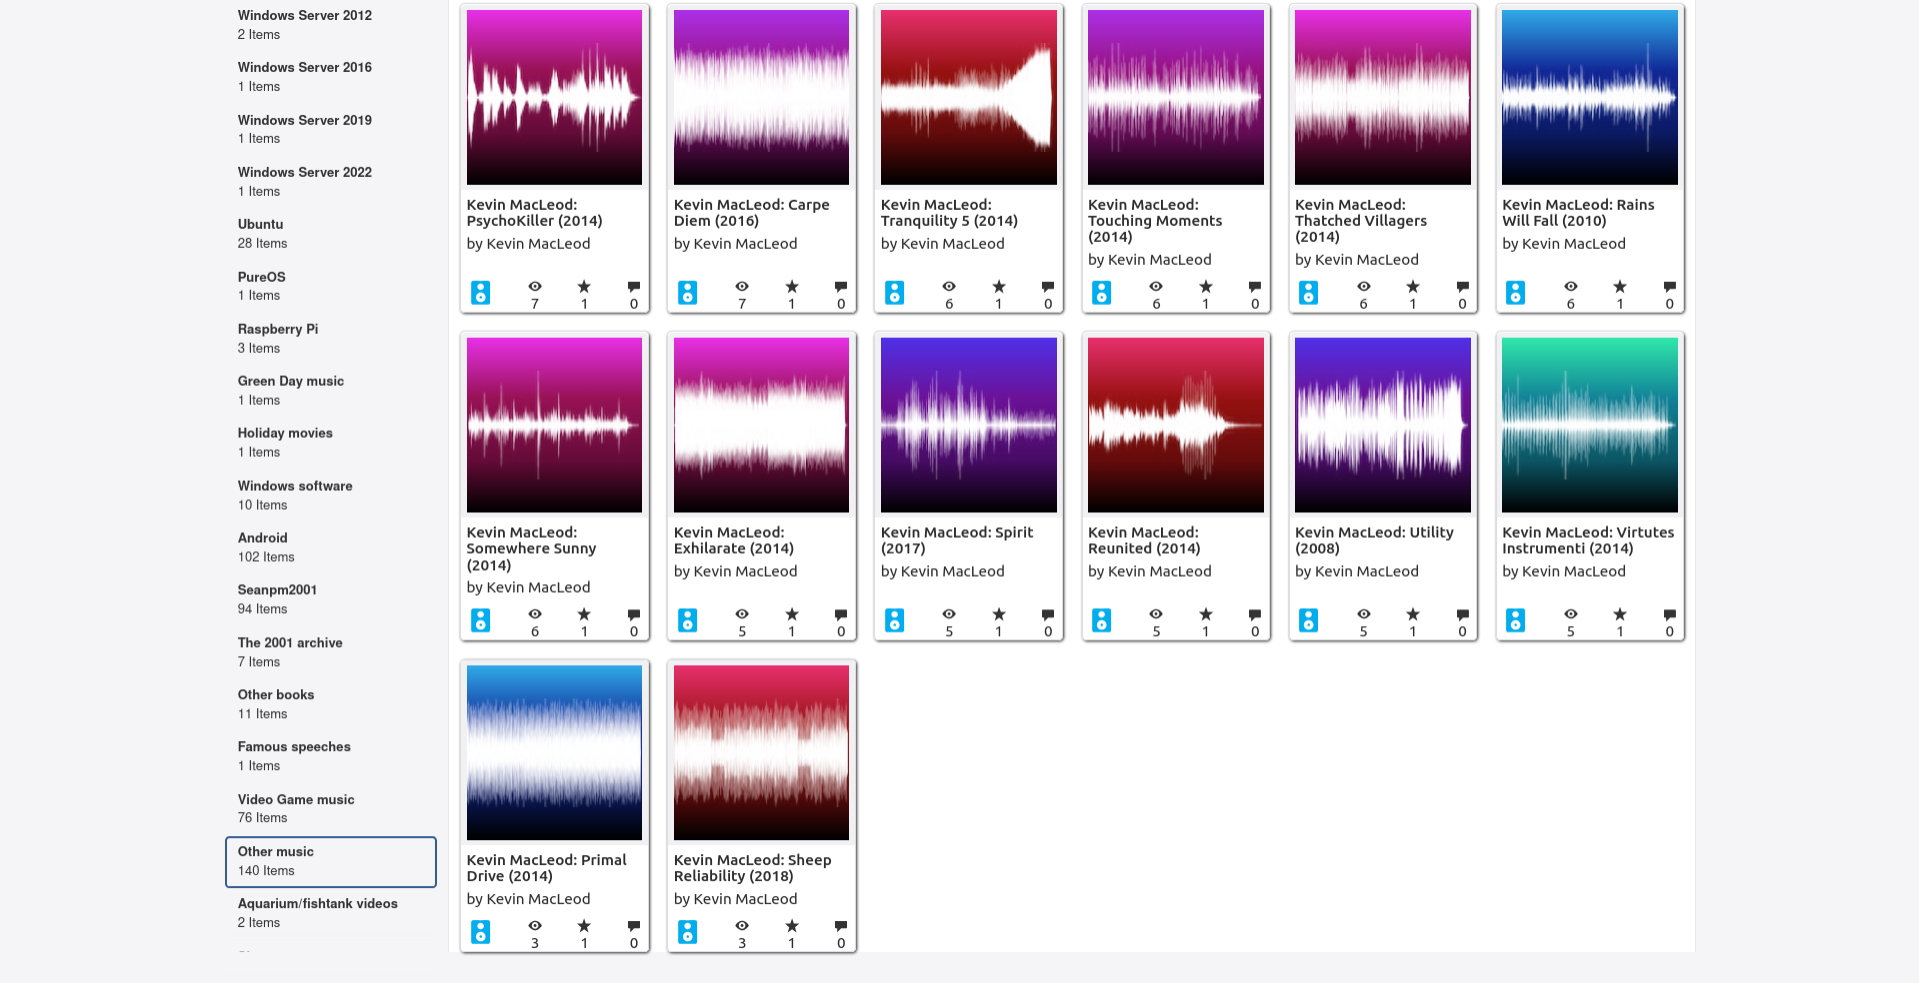 Windows Server 2012
2 Items
Windows Server 2016
1 Items
Windows Server 2019
1 Items
Windows Server 2022
1 Items
Ubuntu
28 Items
PureOS
1 Items
Raspberry Pi
3 Items
Green Day music
1 Items
Holiday movies
1 Items
Windows software
10 Items
Android
102 Items
Seanpm2001
94 Items
The 2001 archive
7 Items
Other books
11 Items
Famous speeches
1 Items
Video Game music
76 Items
Other music
140 Items
Aquarium/fishtank videos
2 Items
Kevin MacLeod:
PsychoKiller (2014)
by Kevin MacLeod
7 1 0
Kevin MacLeod: Carpe
Diem (2016)
by Kevin MacLeod
7 1 0
Kevin MacLeod:
Tranquility 5 (2014)
by Kevin MacLeod
6 1 0
Kevin MacLeod:
Touching Moments
(2014)
by Kevin MacLeod
6 1 0
Kevin MacLeod:
Thatched Villagers
(2014)
by Kevin MacLeod
6 1 0
Kevin MacLeod: Rains
Will Fall (2010)
by Kevin MacLeod
6 1 0
Kevin MacLeod:
Somewhere Sunny
(2014)
by Kevin MacLeod
6 1 0
Kevin MacLeod:
Exhilarate (2014)
by Kevin MacLeod
5 1 0
Kevin MacLeod: Spirit
(2017)
by Kevin MacLeod
5 1 0
Kevin MacLeod:
Reunited (2014)
by Kevin MacLeod
5 1 0
Kevin MacLeod: Utility
(2008)
by Kevin MacLeod
5 1 0
Kevin MacLeod: Virtutes
Instrumenti (2014)
by Kevin MacLeod
5 1 0
Kevin MacLeod: Primal
Drive (2014)
by Kevin MacLeod
3 1 0
Kevin MacLeod: Sheep
Reliability (2018)
by Kevin MacLeod
3 1 0